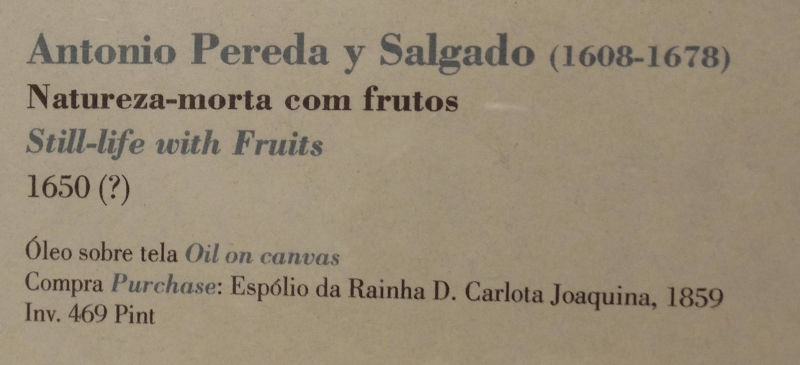 Antonio Pereda y Salgado (1608-1678)
Natureza-morta com frutos
Still-life with Fruits
1650 (?)
Óleo sobre tela Oil on canvas
Compra Purchase: Espólio da Rainha D. Carlota Joaquina, 1859
Inv. 469 Pint